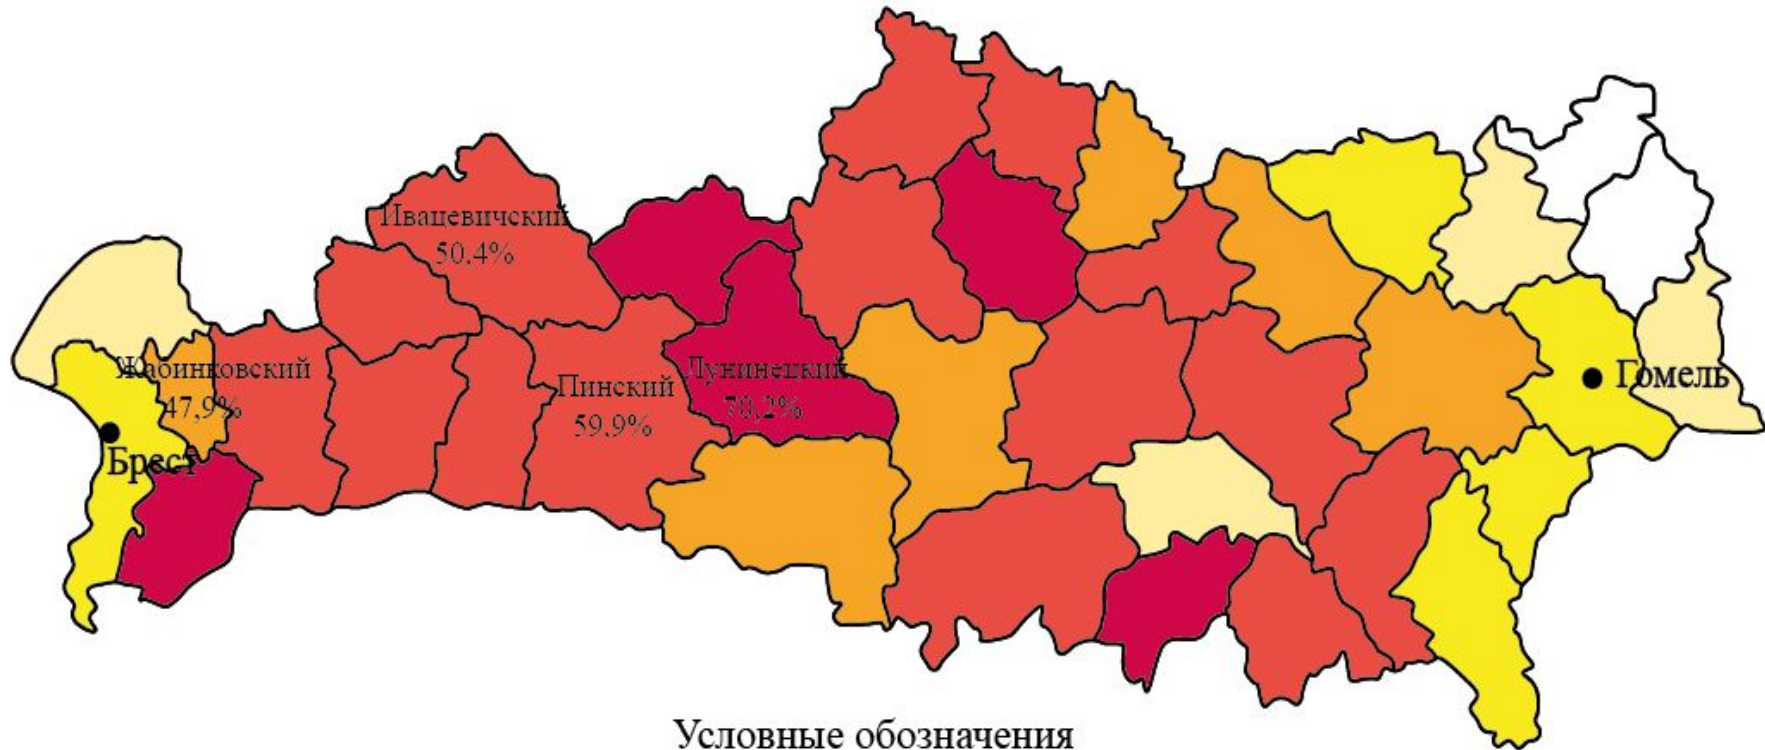 Ивацевичский
50.4%
Жабинковский
47,9%
Пинский
59,9%
Лунинецкий
70.2%
Гомель
Брест
Условные обозначения